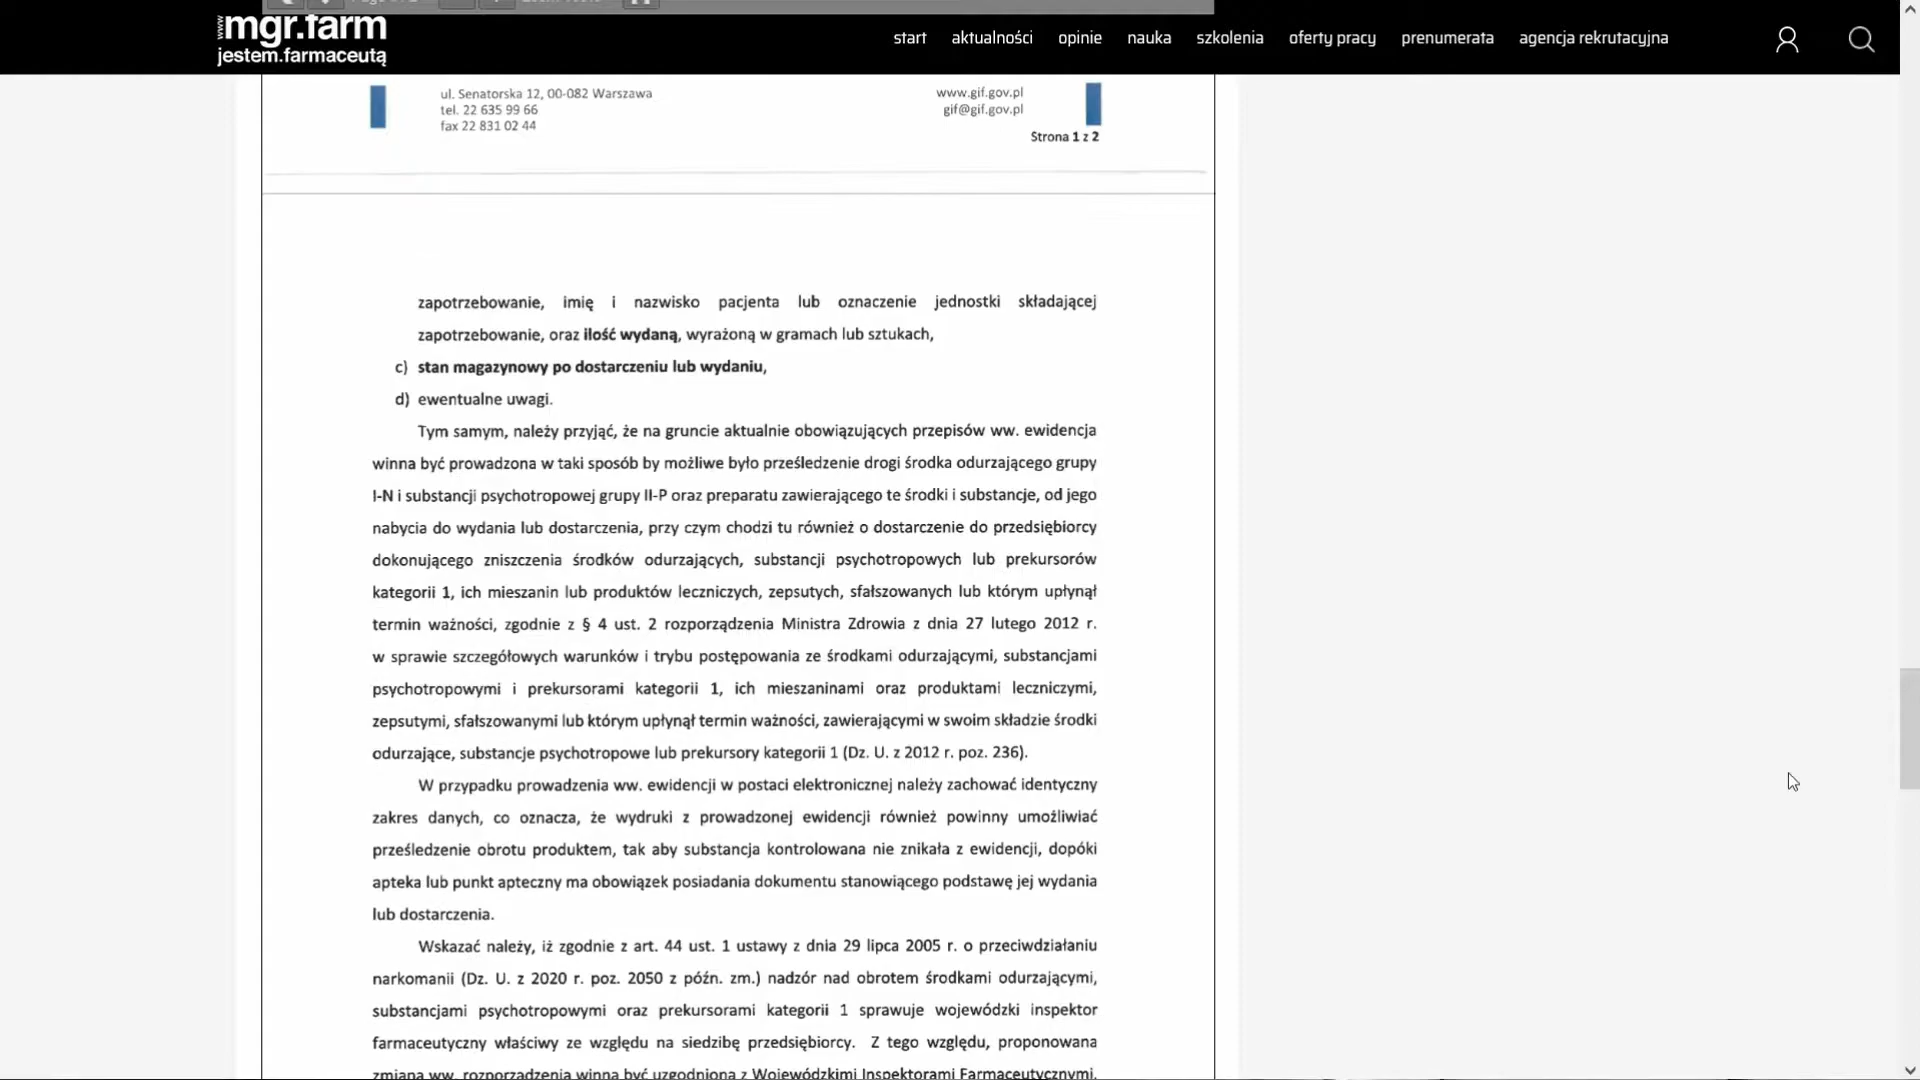 www.
mgr.farm
jestem.farmaceutą
start aktualności opinie nauka szkolenia oferty pracy prenumerata agencja rekrutacyjna
ul. Senatorska 12, 00-082 Warszawa
tel. 22 635 99 66
fax 22 831 02 44
www.gif.gov.pl
gif@gif.gov.pl
Strona 1 z 2
zapotrzebowanie, imię i nazwisko pacjenta lub oznaczenie jednostki składającej
zapotrzebowanie, oraz ilość wydaną, wyrażoną w gramach lub sztukach,
c) stan magazynowy po dostarczeniu lub wydaniu,
d) ewentualne uwagi.
Tym samym, należy przyjąć, że na gruncie aktualnie obowiązujących przepisów ww. ewidencja
winna być prowadzona w taki sposób by możliwe było prześledzenie drogi środka odurzającego grupy
I-N i substancji psychotropowej grupy II-P oraz preparatu zawierającego te środki i substancje, od jego
nabycia do wydania lub dostarczenia, przy czym chodzi tu również o dostarczenie do przedsiębiorcy
dokonującego zniszczenia środków odurzających, substancji psychotropowych lub prekursorów
kategorii 1, ich mieszanin lub produktów leczniczych, zepsutych, sfałszowanych lub którym upłynął
termin ważności, zgodnie z § 4 ust. 2 rozporządzenia Ministra Zdrowia z dnia 27 lutego 2012 r.
w sprawie szczegółowych warunków i trybu postępowania ze środkami odurzającymi, substancjami
psychotropowymi i prekursorami kategorii 1, ich mieszaninami oraz produktami leczniczymi,
zepsutymi, sfałszowanymi lub którym upłynął termin ważności, zawierającymi w swoim składzie środki
odurzające, substancje psychotropowe lub prekursory kategorii 1 (Dz. U. z 2012 r. poz. 236).
W przypadku prowadzenia ww. ewidencji w postaci elektronicznej należy zachować identyczny
zakres danych, co oznacza, że wydruki z prowadzonej ewidencji również powinny umożliwiać
prześledzenie obrotu produktem, tak aby substancja kontrolowana nie znikała z ewidencji, dopóki
apteka lub punkt apteczny ma obowiązek posiadania dokumentu stanowiącego podstawę jej wydania
lub dostarczenia.
Wskazać należy, iż zgodnie z art. 44 ust. 1 ustawy z dnia 29 lipca 2005 r. o przeciwdziałaniu
narkomanii (Dz. U. z 2020 r. poz. 2050 z późn. zm.) nadzór nad obrotem środkami odurzającymi,
substancjami psychotropowymi oraz prekursorami kategorii 1 sprawuje wojewódzki inspektor
farmaceutyczny właściwy ze względu na siedzibę przedsiębiorcy. Z tego względu, proponowana
zmiana ww. rozporządzenia winna być uzgodniona z Wojewódzkimi Inspektorami Farmaceutycznymi,